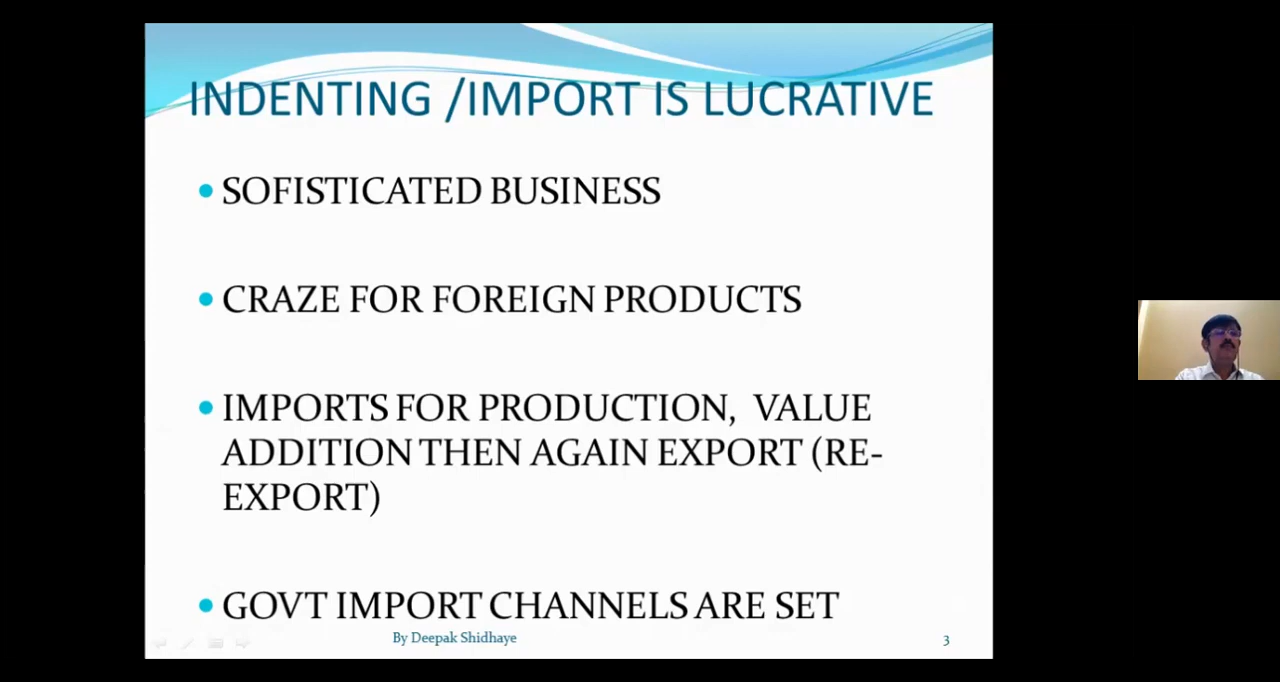 INDENTING /IMPORT IS LUCRATIVE
• SOFISTICATED BUSINESS
• CRAZE FOR FOREIGN PRODUCTS
• IMPORTS FOR PRODUCTION, VALUE
ADDITION THEN AGAIN EXPORT (RE-
EXPORT)
• GOVT IMPORT CHANNELS ARE SET
By Deepak Shidhaye
3